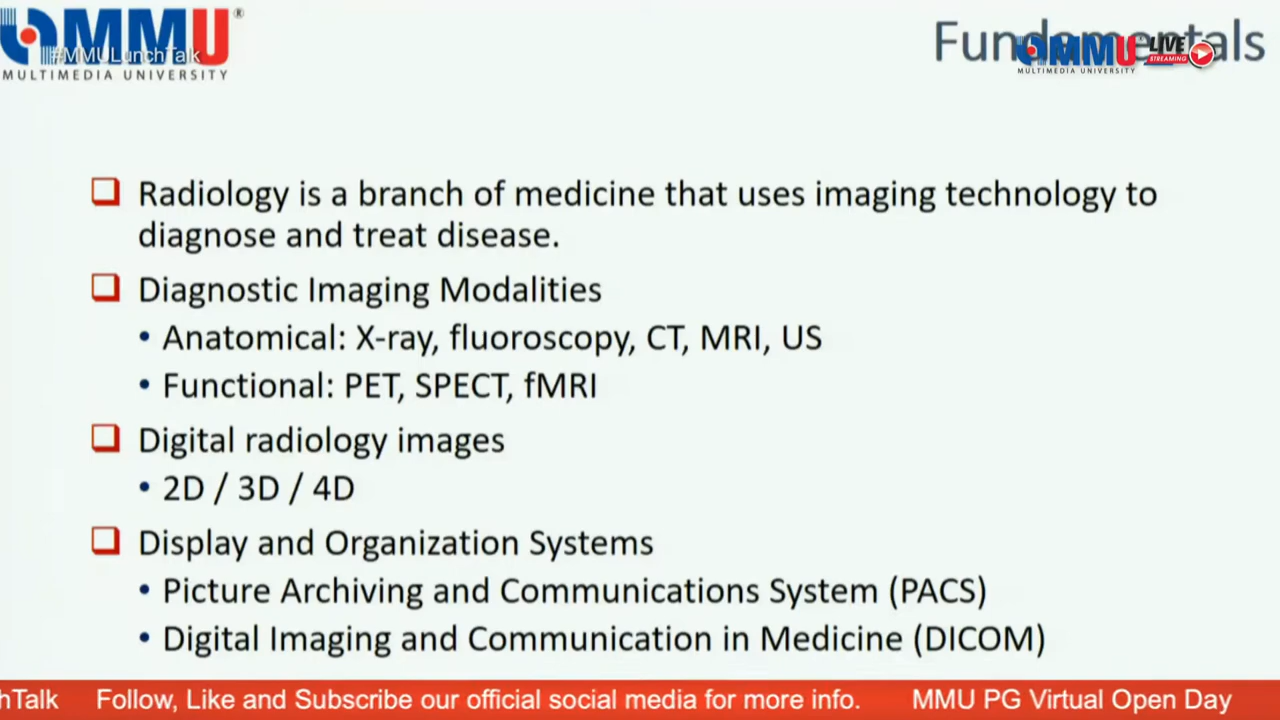 MMU®
#MMULunchTalk
MULTIMEDIA UNIVERSITY
Fundamentals
MMU
MULTIMEDIA UNIVERSITY
LIVE
STREAMING
Radiology is a branch of medicine that uses imaging technology to
diagnose and treat disease.
Diagnostic Imaging Modalities
• Anatomical: X-ray, fluoroscopy, CT, MRI, US
• Functional: PET, SPECT, fMRI
Digital radiology images
• 2D / 3D / 4D
Display and Organization Systems
• Picture Archiving and Communications System (PACS)
• Digital Imaging and Communication in Medicine (DICOM)
hTalk Follow, Like and Subscribe our official social media for more info. MMU PG Virtual Open Day